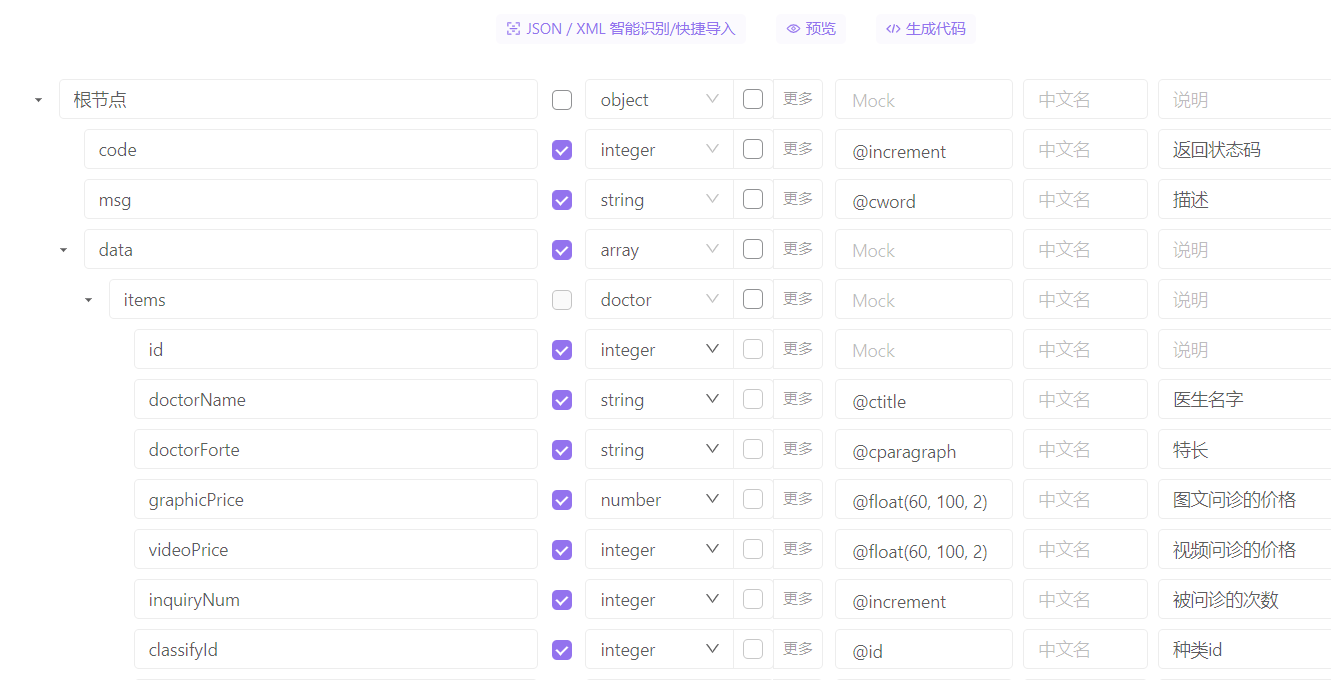 JSON / XML 智能识别/快捷导入 预览 生成代码
根节点 object 更多 Mock 中文名 说明
code integer 更多 @increment 中文名 返回状态码
msg string 更多 @cword 中文名 描述
data array 更多 Mock 中文名 说明
items doctor 更多 Mock 中文名 说明
id integer 更多 Mock 中文名 说明
doctorName string 更多 @ctitle 中文名 医生名字
doctorForte string 更多 @cparagraph 中文名 特长
graphicPrice number 更多 @float(60, 100, 2) 中文名 图文问诊的价格
videoPrice integer 更多 @float(60, 100, 2) 中文名 视频问诊的价格
inquiryNum integer 更多 @increment 中文名 被问诊的次数
classifyId integer 更多 @id 中文名 种类id